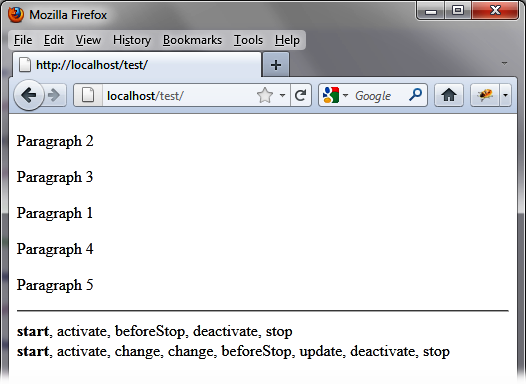 Mozilla Firefox
File Edit View History Bookmarks Tools Help
http://localhost/test/
localhost/test/ Google
Paragraph 2
Paragraph 3
Paragraph 1
Paragraph 4
Paragraph 5
start, activate, beforeStop, deactivate, stop
start, activate, change, change, beforeStop, update, deactivate, stop